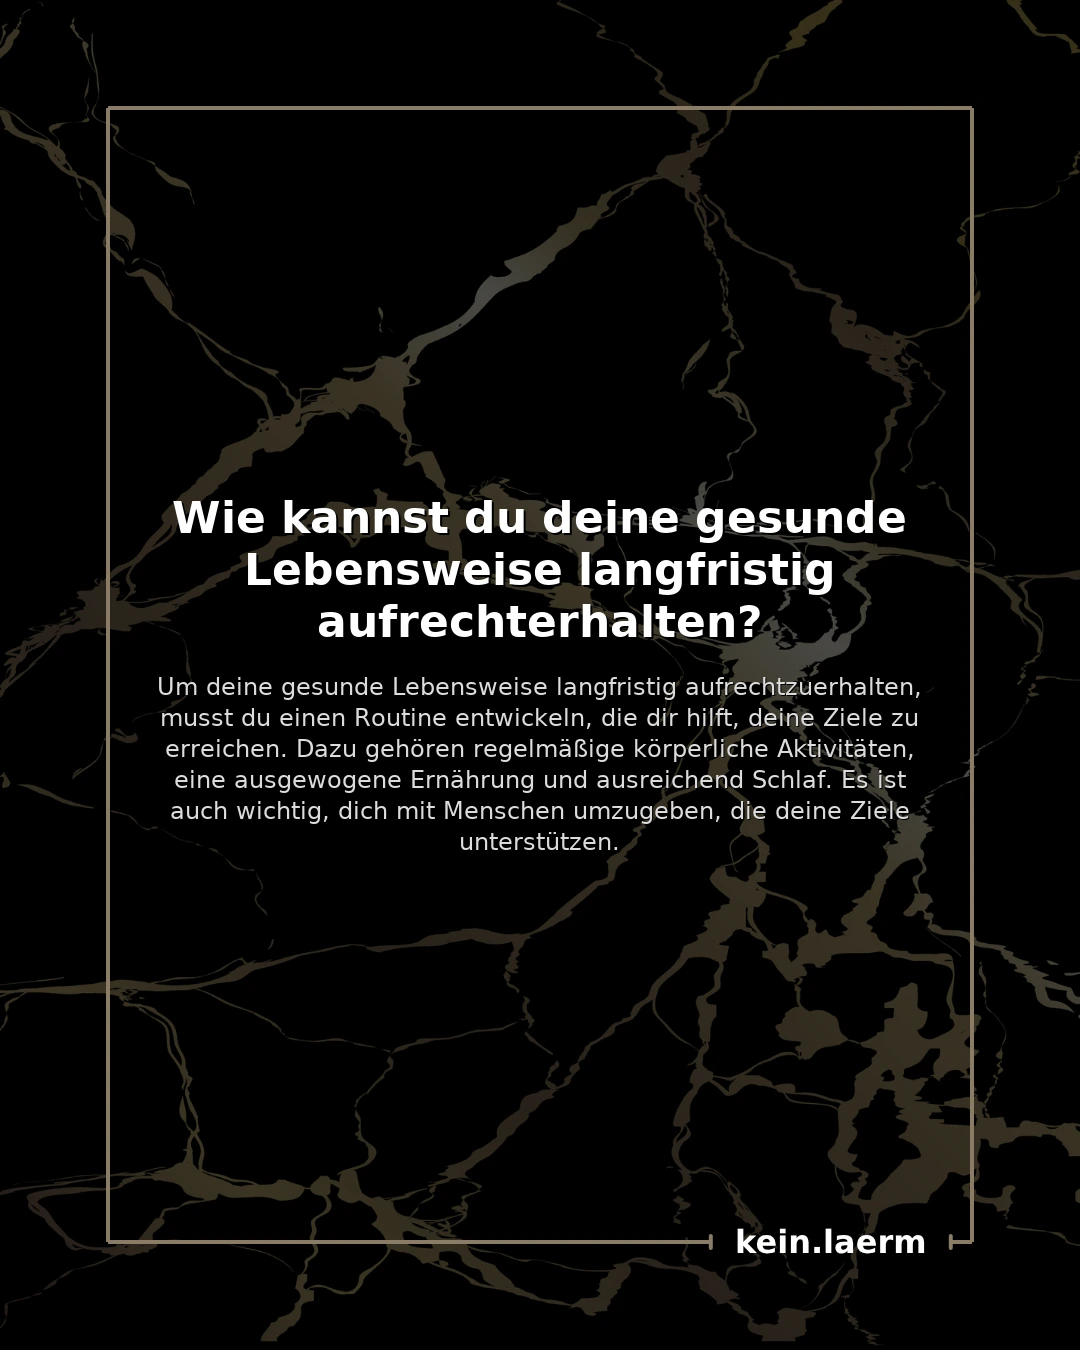 Wie kannst du deine gesunde
Lebensweise langfristig
aufrechterhalten?
Um deine gesunde Lebensweise langfristig aufrechtzuerhalten,
musst du einen Routine entwickeln, die dir hilft, deine Ziele zu
erreichen. Dazu gehören regelmäßige körperliche Aktivitäten,
eine ausgewogene Ernährung und ausreichend Schlaf. Es ist
auch wichtig, dich mit Menschen umzugeben, die deine Ziele
unterstützen.
kein.laerm